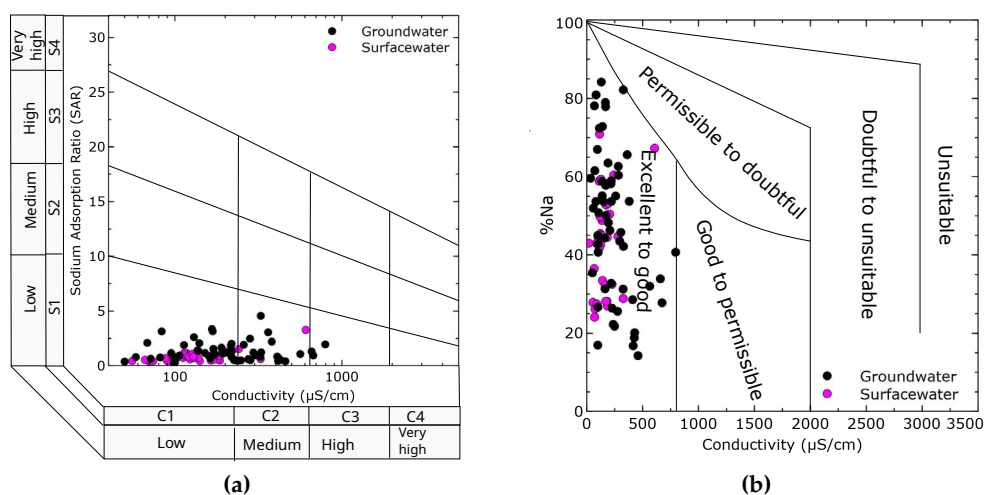 Very high
S4
High
S3
Medium
S2
Low
S1
Sodium Adsorption Ratio (SAR)
30
25
20
15
10
5
0
Groundwater
Surfacewater
100
1000
Conductivity (µS/cm)
C1
C2
C3
C4
Low
Medium
High
Very
high
(a)
%Na
100
80
60
40
20
0
Excellent to good
Permissible to doubtful
Good to permissible
Doubtful to unsuitable
Unsuitable
Groundwater
Surfacewater
0
500
1000
1500
2000
2500
3000
3500
Conductivity (µS/cm)
(b)